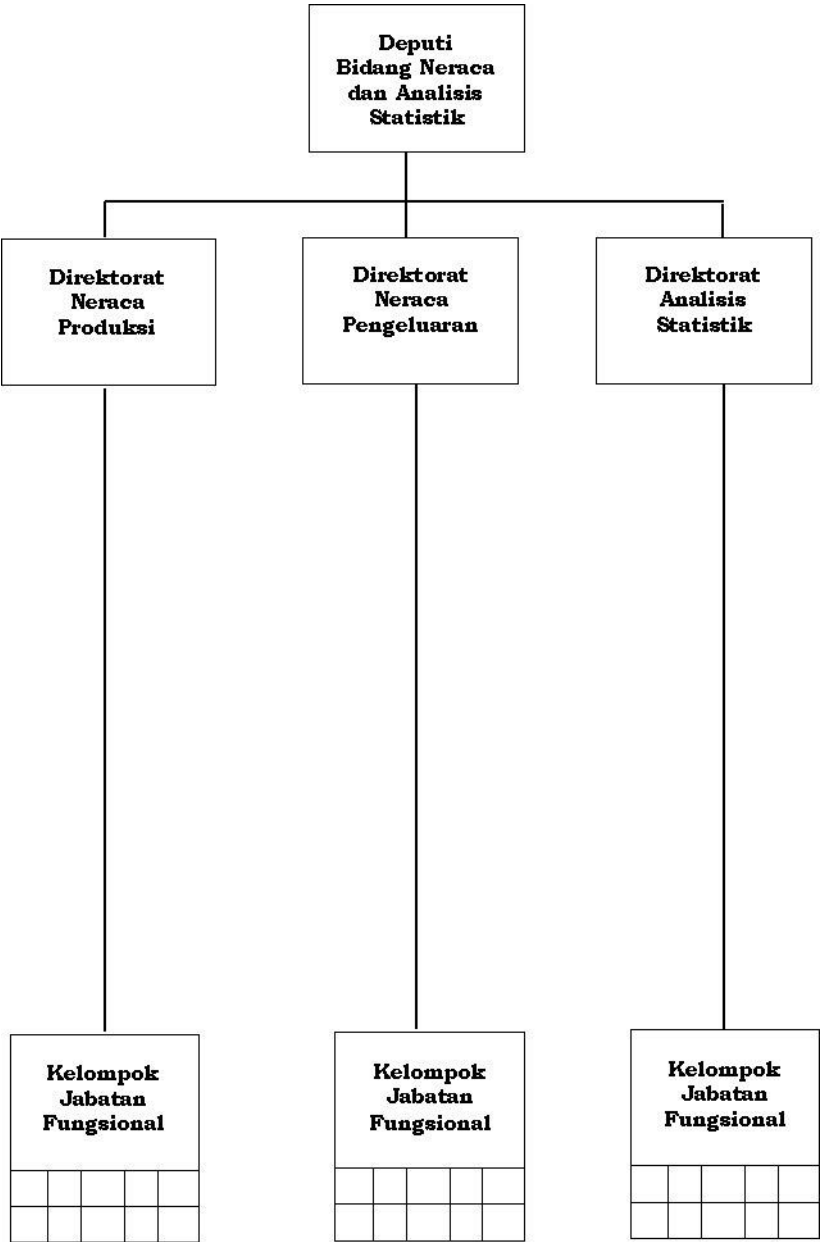 Deputi
Bidang Neraca
dan Analisis
Statistik
Direktorat
Neraca
Produksi
Direktorat
Neraca
Pengeluaran
Direktorat
Analisis
Statistik
Kelompok
Jabatan
Fungsional
Kelompok
Jabatan
Fungsional
Kelompok
Jabatan
Fungsional